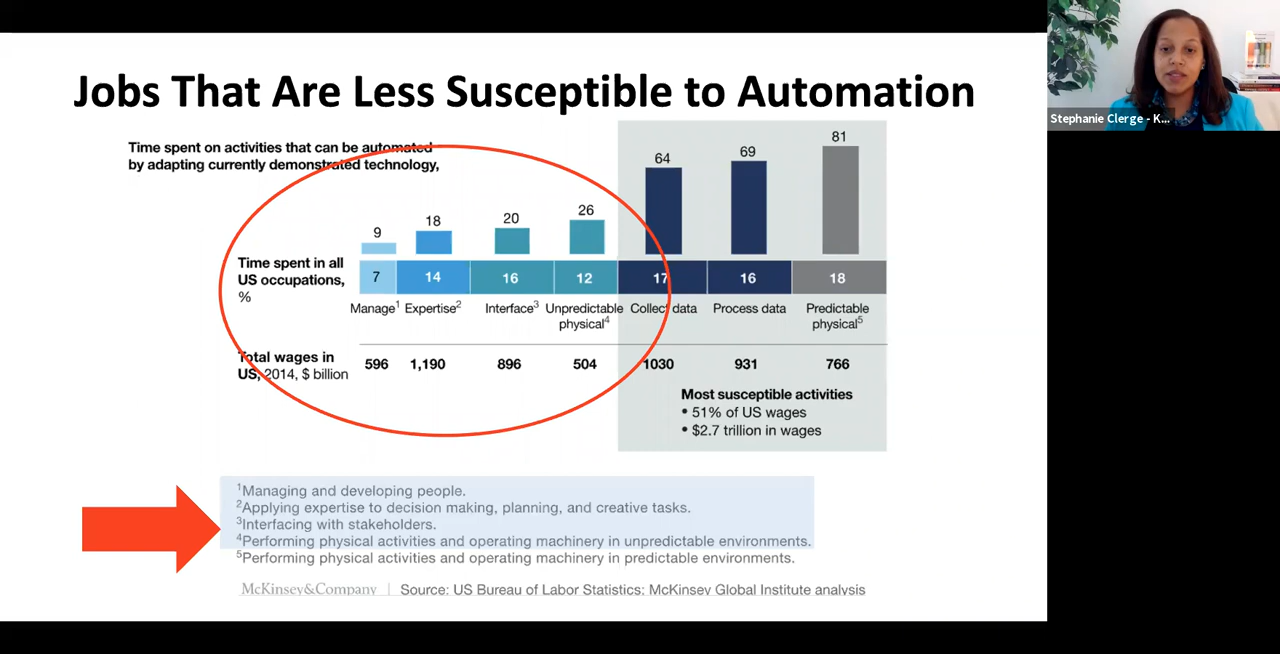 Jobs That Are Less Susceptible to Automation
Stephanie Clerge - K...
Time spent on activities that can be automated
by adapting currently demonstrated technology,
9 18 20 26 64 69 81
Time spent in all
US occupations,
%
7 14 16 12 17 16 18
Manage¹ Expertise² Interface³ Unpredictable Collect data Process data Predictable
physical⁴ physical⁵
Total wages in
US, 2014, $ billion
596 1,190 896 504 1030 931 766
Most susceptible activities
• 51% of US wages
• $2.7 trillion in wages
¹Managing and developing people.
²Applying expertise to decision making, planning, and creative tasks.
³Interfacing with stakeholders.
⁴Performing physical activities and operating machinery in unpredictable environments.
⁵Performing physical activities and operating machinery in predictable environments.
McKinsey&Company | Source: US Bureau of Labor Statistics: McKinsey Global Institute analysis